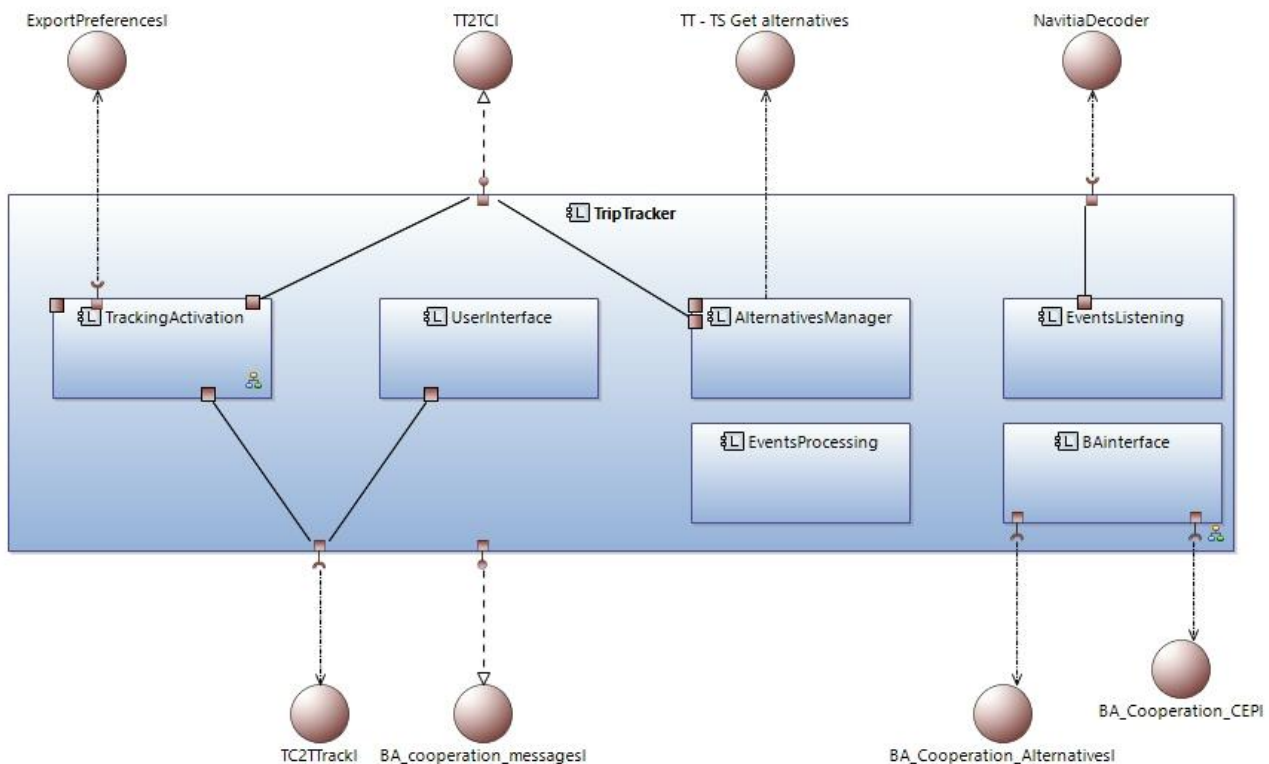 ExportPreferencesI
TT2TCI
TT - TS Get alternatives
NavitiaDecoder
L TripTracker
L TrackingActivation
L UserInterface
L AlternativesManager
L EventsListening
L EventsProcessing
L BAinterface
TC2TTrackI
BA_cooperation_messagesI
BA_Cooperation_AlternativesI
BA_Cooperation_CEPI